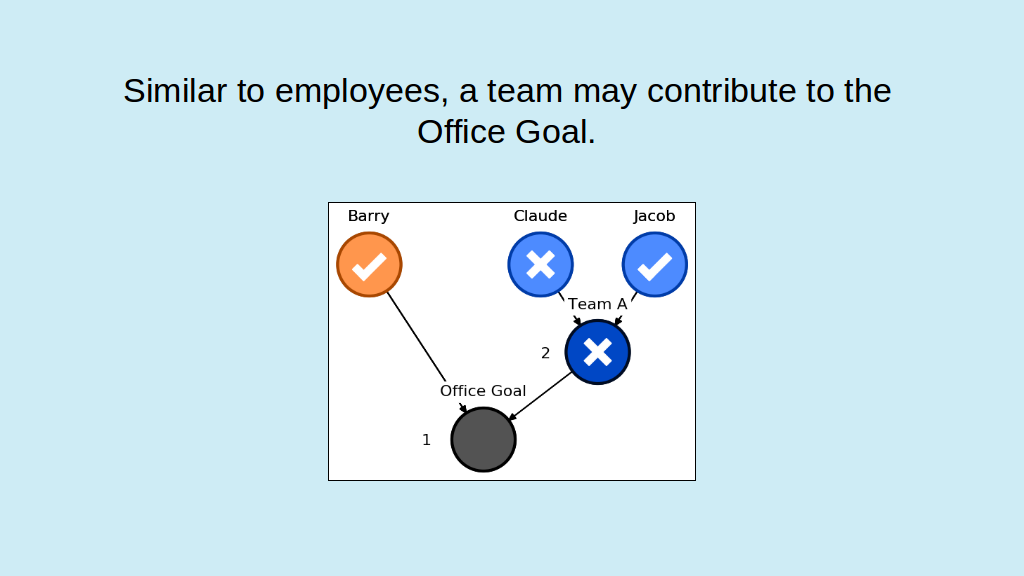 Similar to employees, a team may contribute to the
Office Goal.
Barry Claude Jacob
Team A
2
Office Goal
1